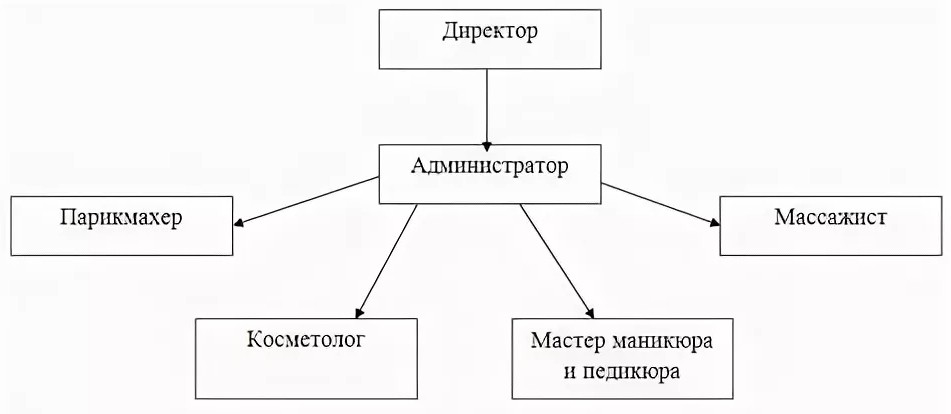 Директор
Администратор
Парикмахер
Массажист
Косметолог
Мастер маникюра
и педикюра